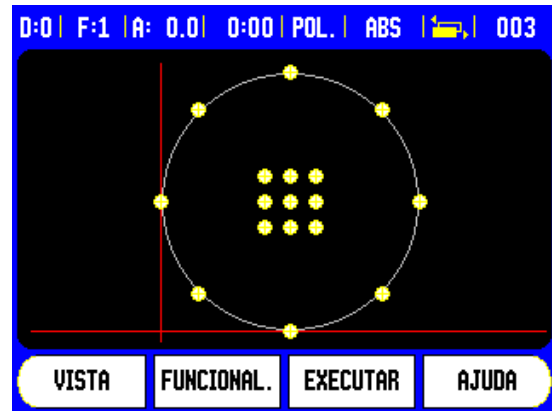 D:0| F:1 |A: 0.0| 0:00|POL.| ABS | | 003
VISTA FUNCIONAL. EXECUTAR AJUDA